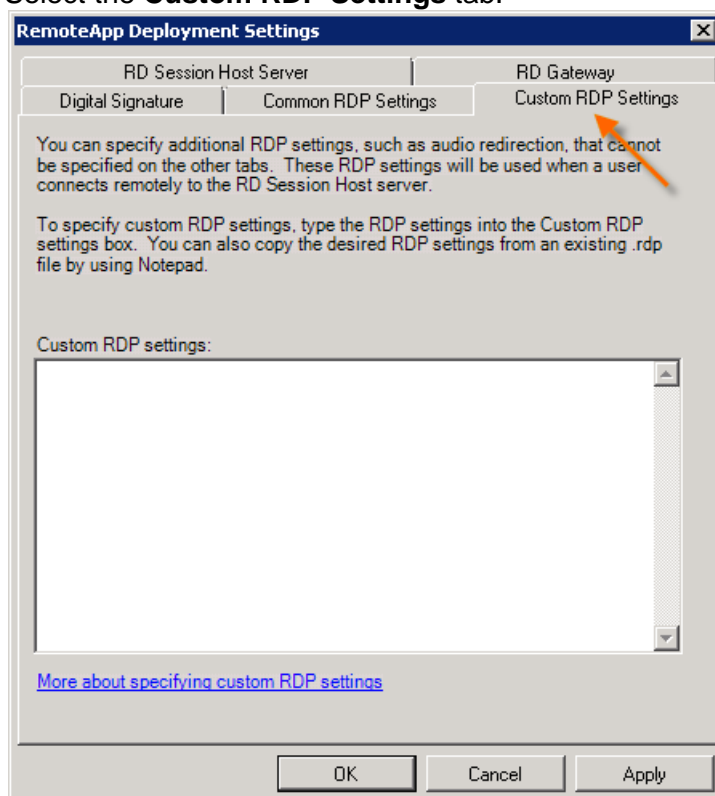 Select the Custom RDP Settings tab.
RemoteApp Deployment Settings
RD Session Host Server RD Gateway
Digital Signature Common RDP Settings Custom RDP Settings
You can specify additional RDP settings, such as audio redirection, that cannot
be specified on the other tabs. These RDP settings will be used when a user
connects remotely to the RD Session Host server.
To specify custom RDP settings, type the RDP settings into the Custom RDP
settings box. You can also copy the desired RDP settings from an existing .rdp
file by using Notepad.
Custom RDP settings:
More about specifying custom RDP settings
OK Cancel Apply